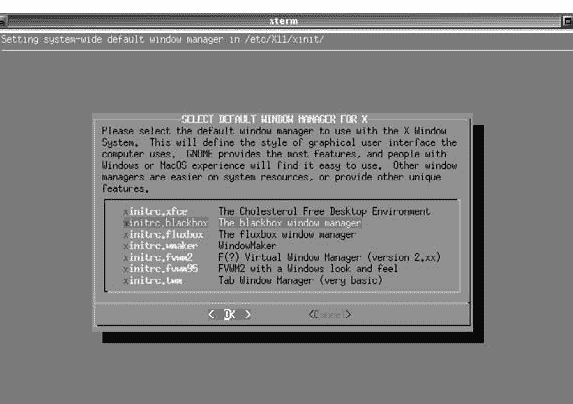 xterm
Setting system-wide default window manager in /etc/X11/xinit/
SELECT DEFAULT WINDOW MANAGER FOR X
Please select the default window manager to use with the X Window
System. This will define the style of graphical user interface the
computer uses. GNOME provides the most features, and people with
Windows or MacOS experience will find it easy to use. Other window
managers are easier on system resources, or provide other unique
features.
xinitrc.xfce The Cholesterol Free Desktop Environment
xinitrc.blackbox The blackbox window manager
xinitrc.fluxbox The fluxbox window manager
xinitrc.wmaker WindowMaker
xinitrc.fvwm2 F(?) Virtual Window Manager (version 2.xx)
xinitrc.fvwm95 FVWM2 with a Windows look and feel
xinitrc.twm Tab Window Manager (very basic)
< OK > <Cancel>